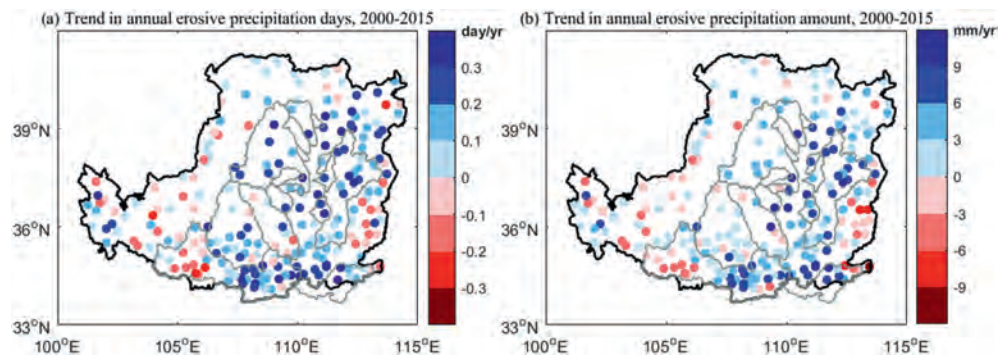 (a) Trend in annual erosive precipitation days, 2000-2015
day/yr
0.3
0.2
0.1
0
-0.1
-0.2
-0.3
39°N
36°N
33°N
100°E
105°E
110°E
115°E
(b) Trend in annual erosive precipitation amount, 2000-2015
mm/yr
9
6
3
0
-3
-6
-9
39°N
36°N
33°N
100°E
105°E
110°E
115°E